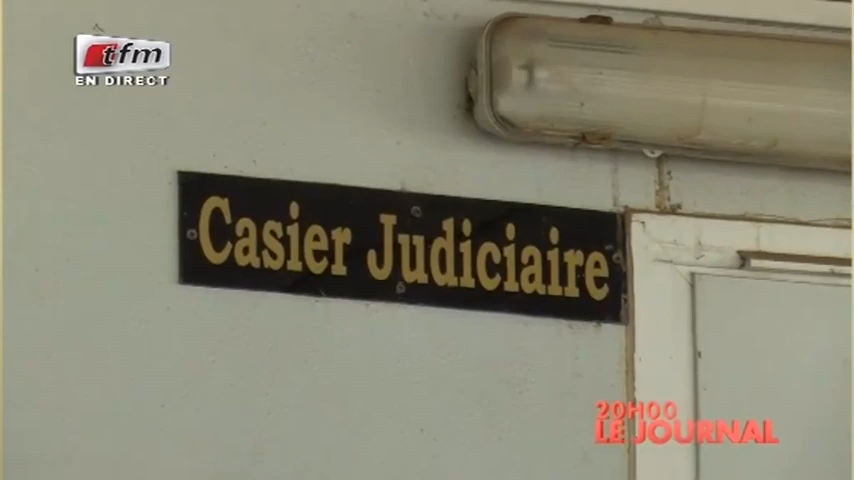 tfm
EN DIRECT
Casier Judiciaire
20H00
LE JOURNAL